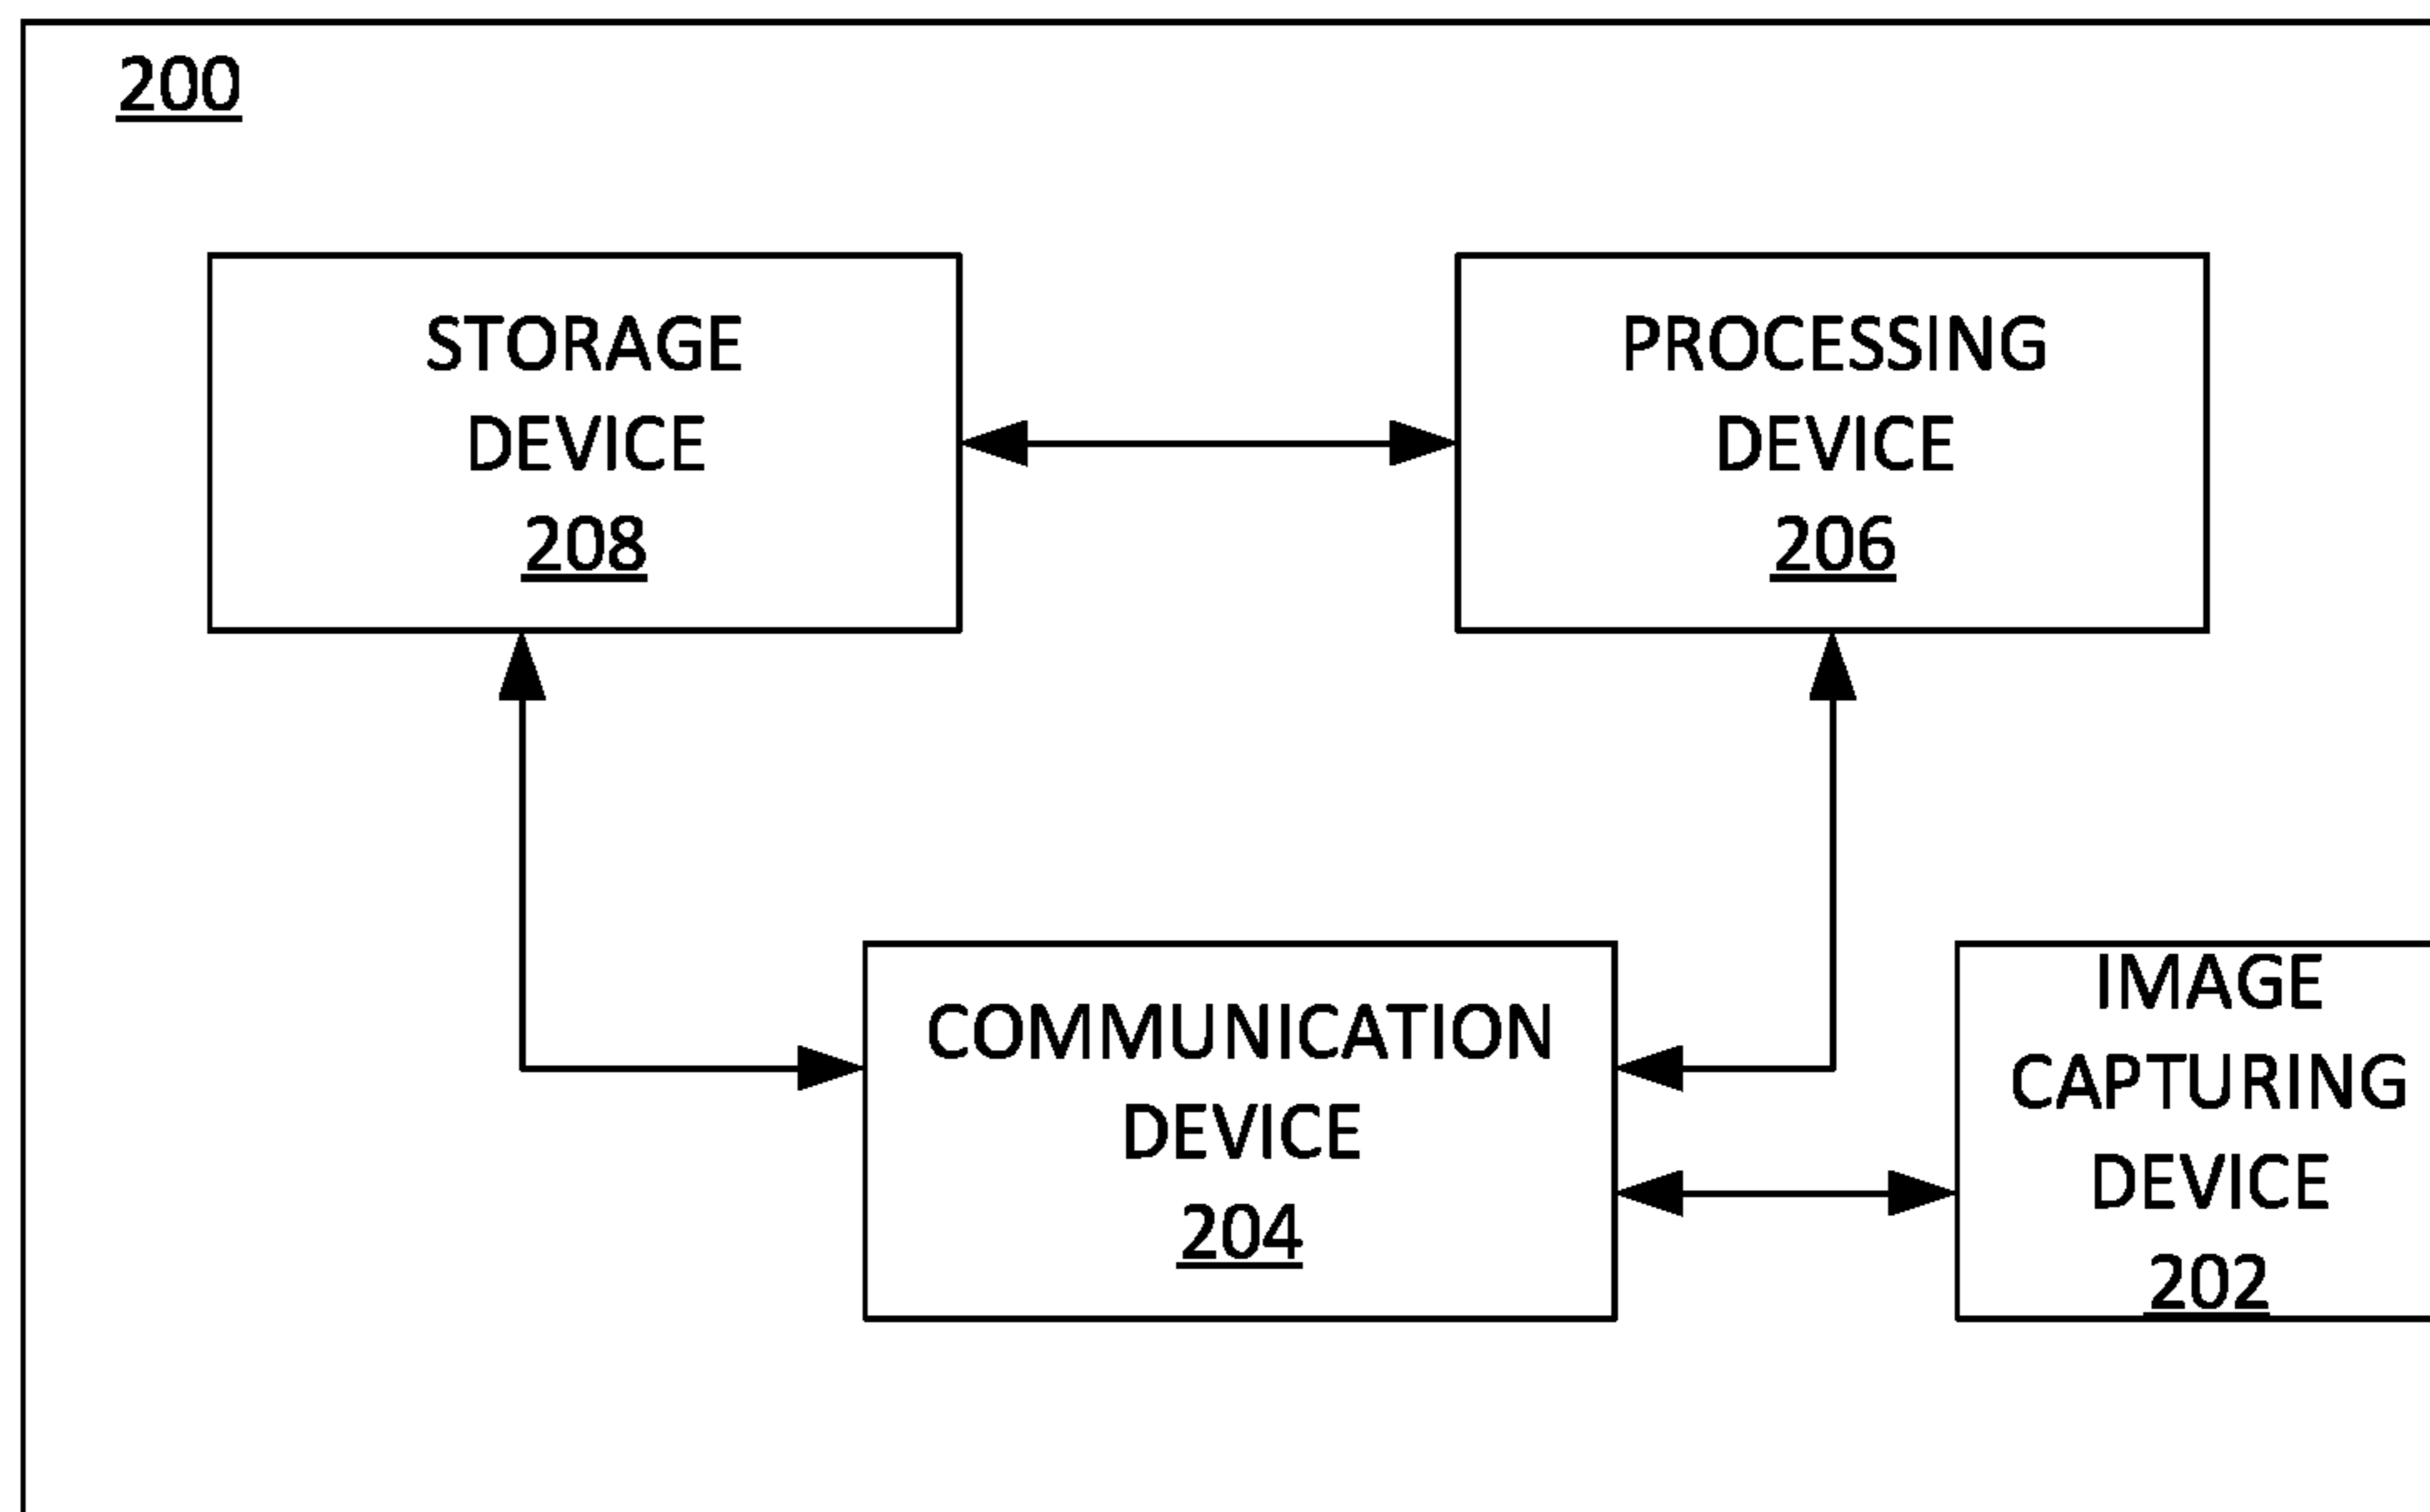 200
STORAGE
DEVICE
208
PROCESSING
DEVICE
206
COMMUNICATION
DEVICE
204
IMAGE
CAPTURING
DEVICE
202